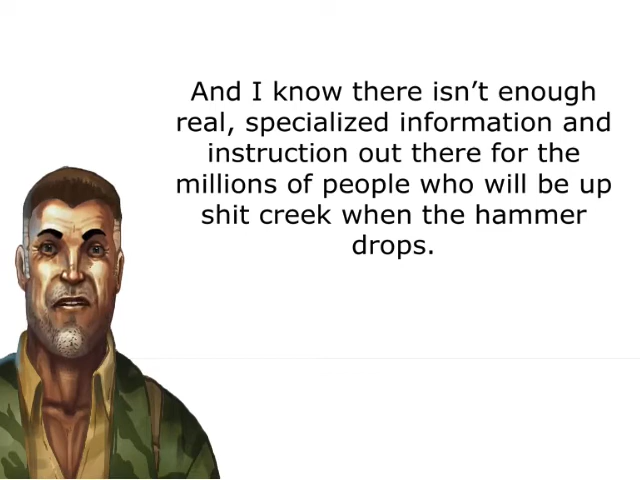 And I know there isn’t enough
real, specialized information and
instruction out there for the
millions of people who will be up
shit creek when the hammer
drops.